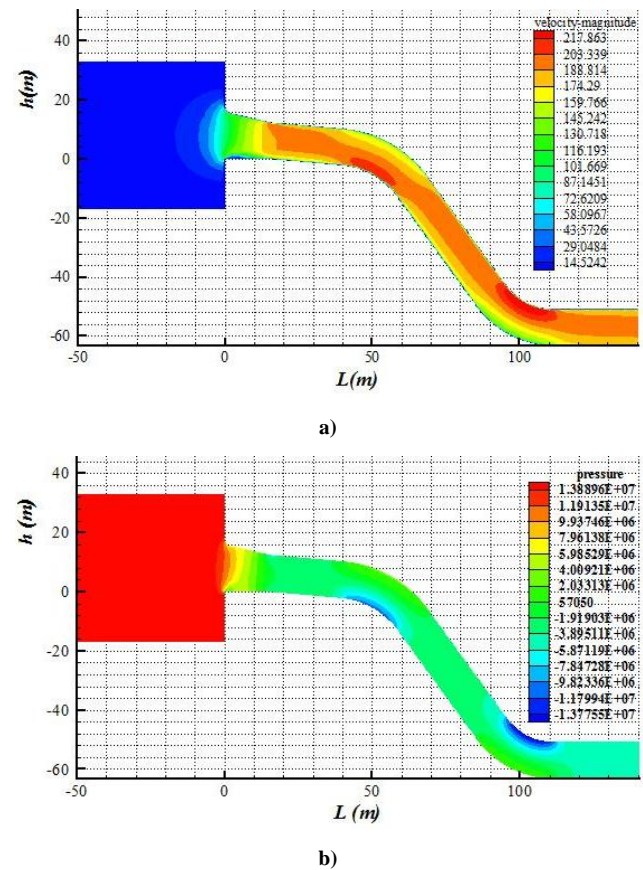 velocity-magnitude
217.863
203.339
188.814
174.29
159.766
145.242
130.718
116.193
101.669
87.1451
72.6209
58.0967
43.5726
29.0484
14.5242
h(m)
40
20
0
-20
-40
-60
-50
0
50
100
L(m)
a)
pressure
1.38896E+07
1.19135E+07
9.93746E+06
7.96138E+06
5.98529E+06
4.00921E+06
2.03313E+06
57050
-1.91903E+06
-3.89511E+06
-5.87119E+06
-7.84728E+06
-9.82336E+06
-1.17994E+07
-1.37755E+07
h (m)
40
20
0
-20
-40
-60
-50
0
50
100
L (m)
b)